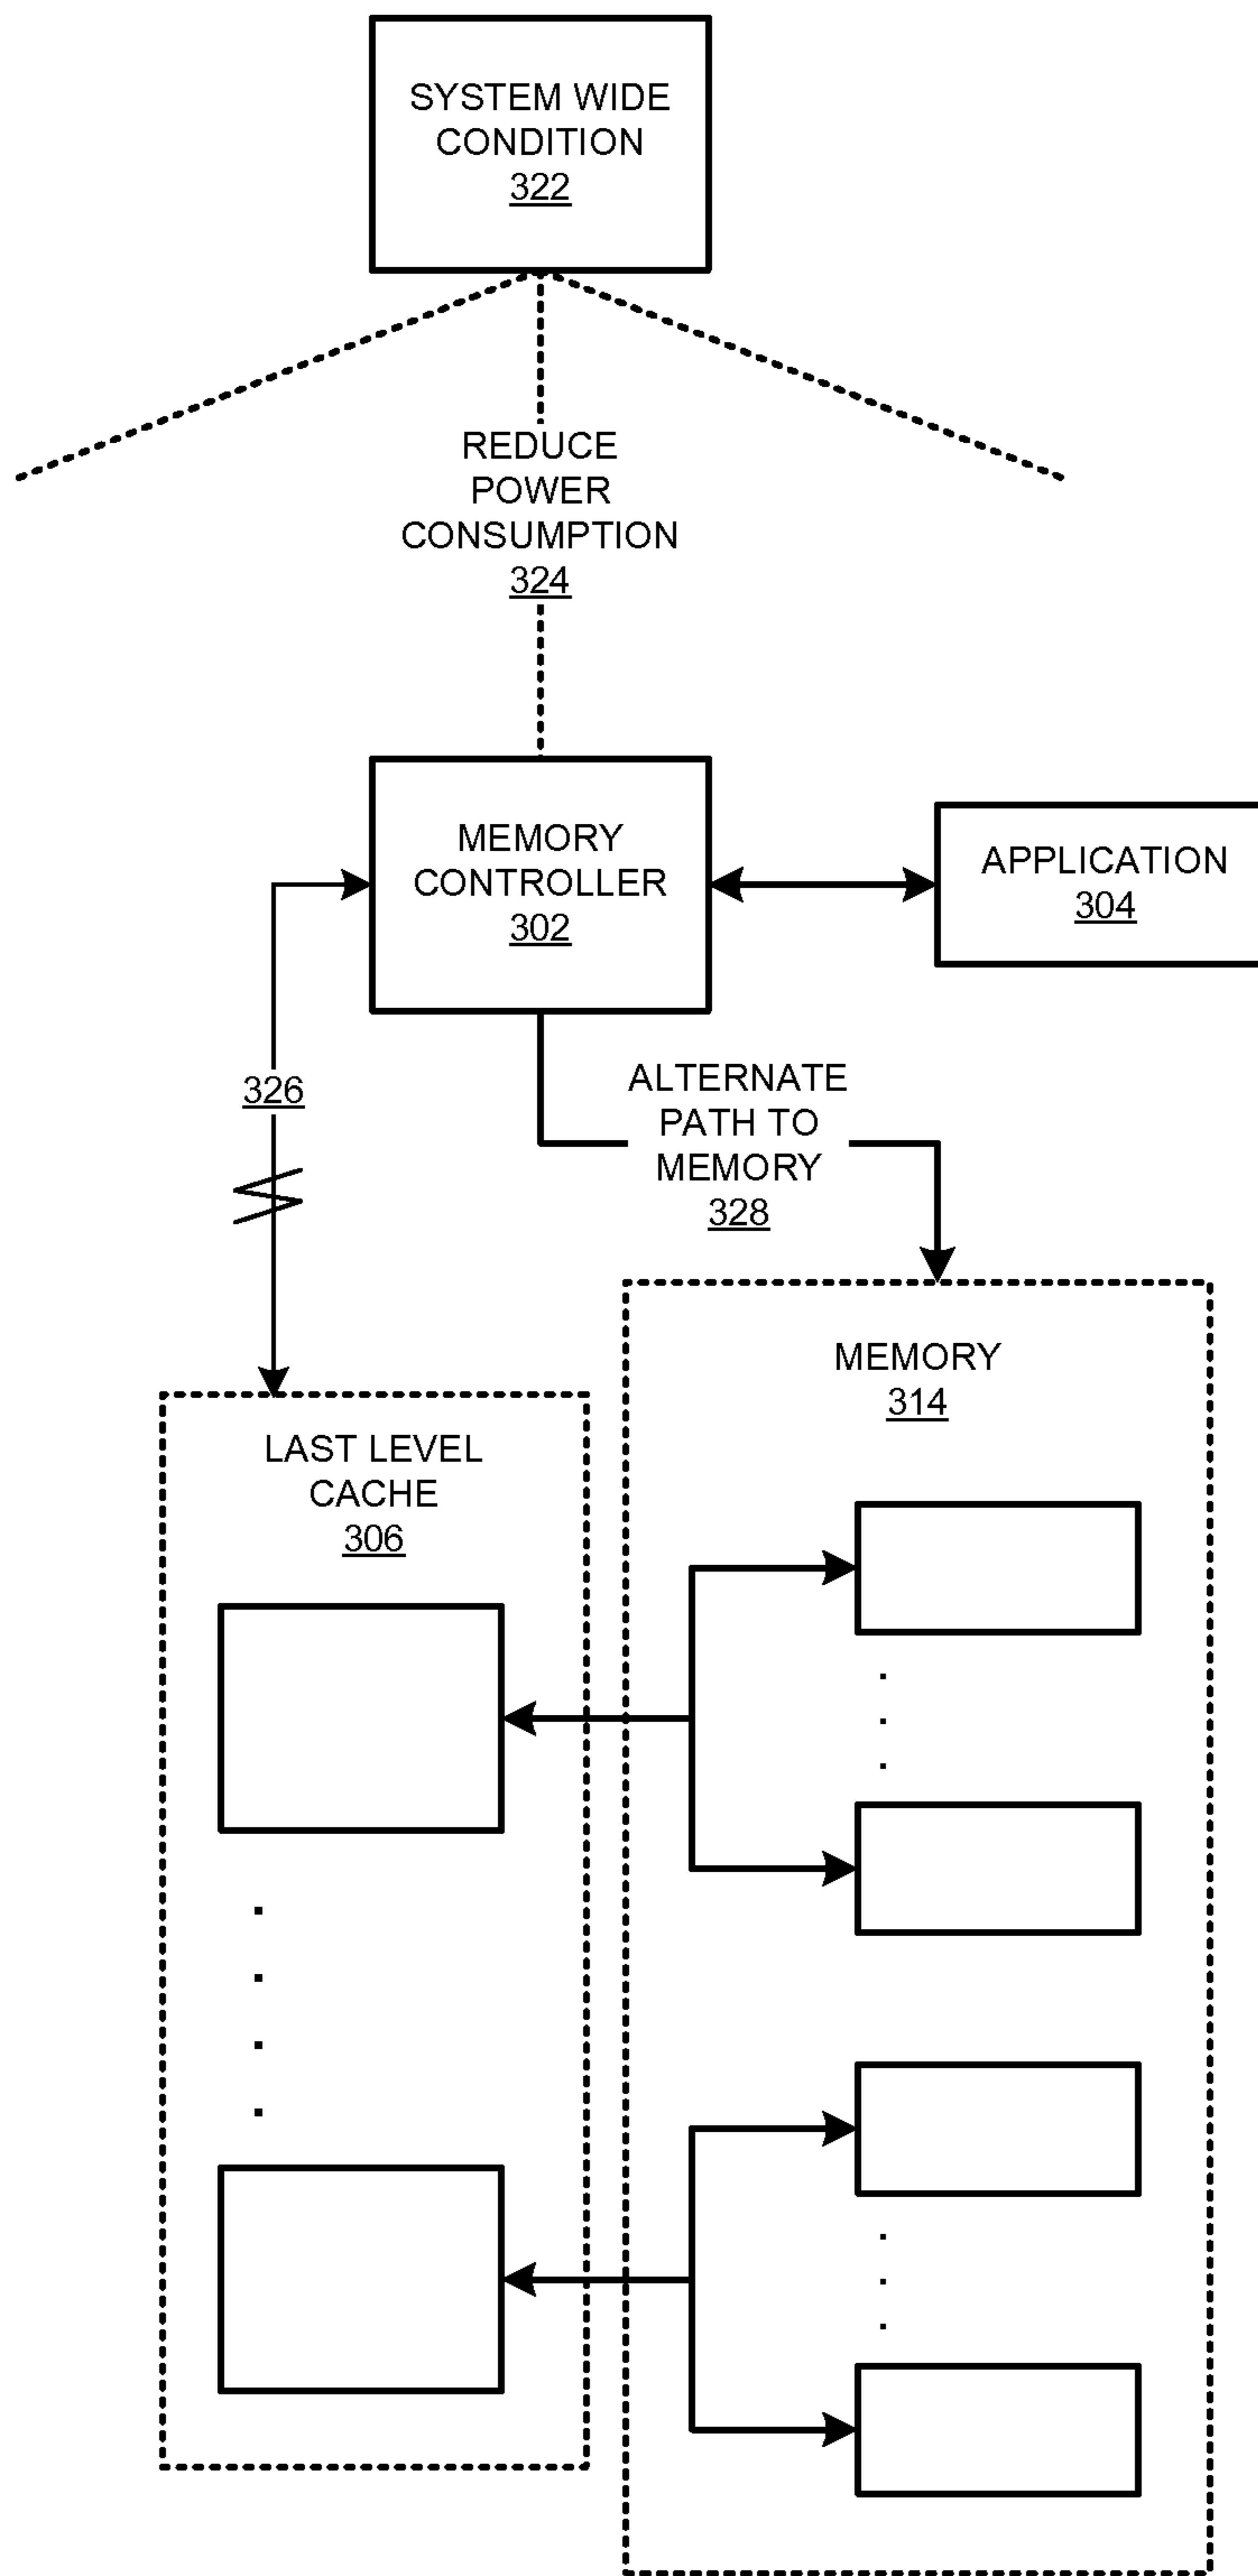 SYSTEM WIDE
CONDITION
322
REDUCE
POWER
CONSUMPTION
324
MEMORY
CONTROLLER
302
APPLICATION
304
326
ALTERNATE
PATH TO
MEMORY
328
MEMORY
314
LAST LEVEL
CACHE
306